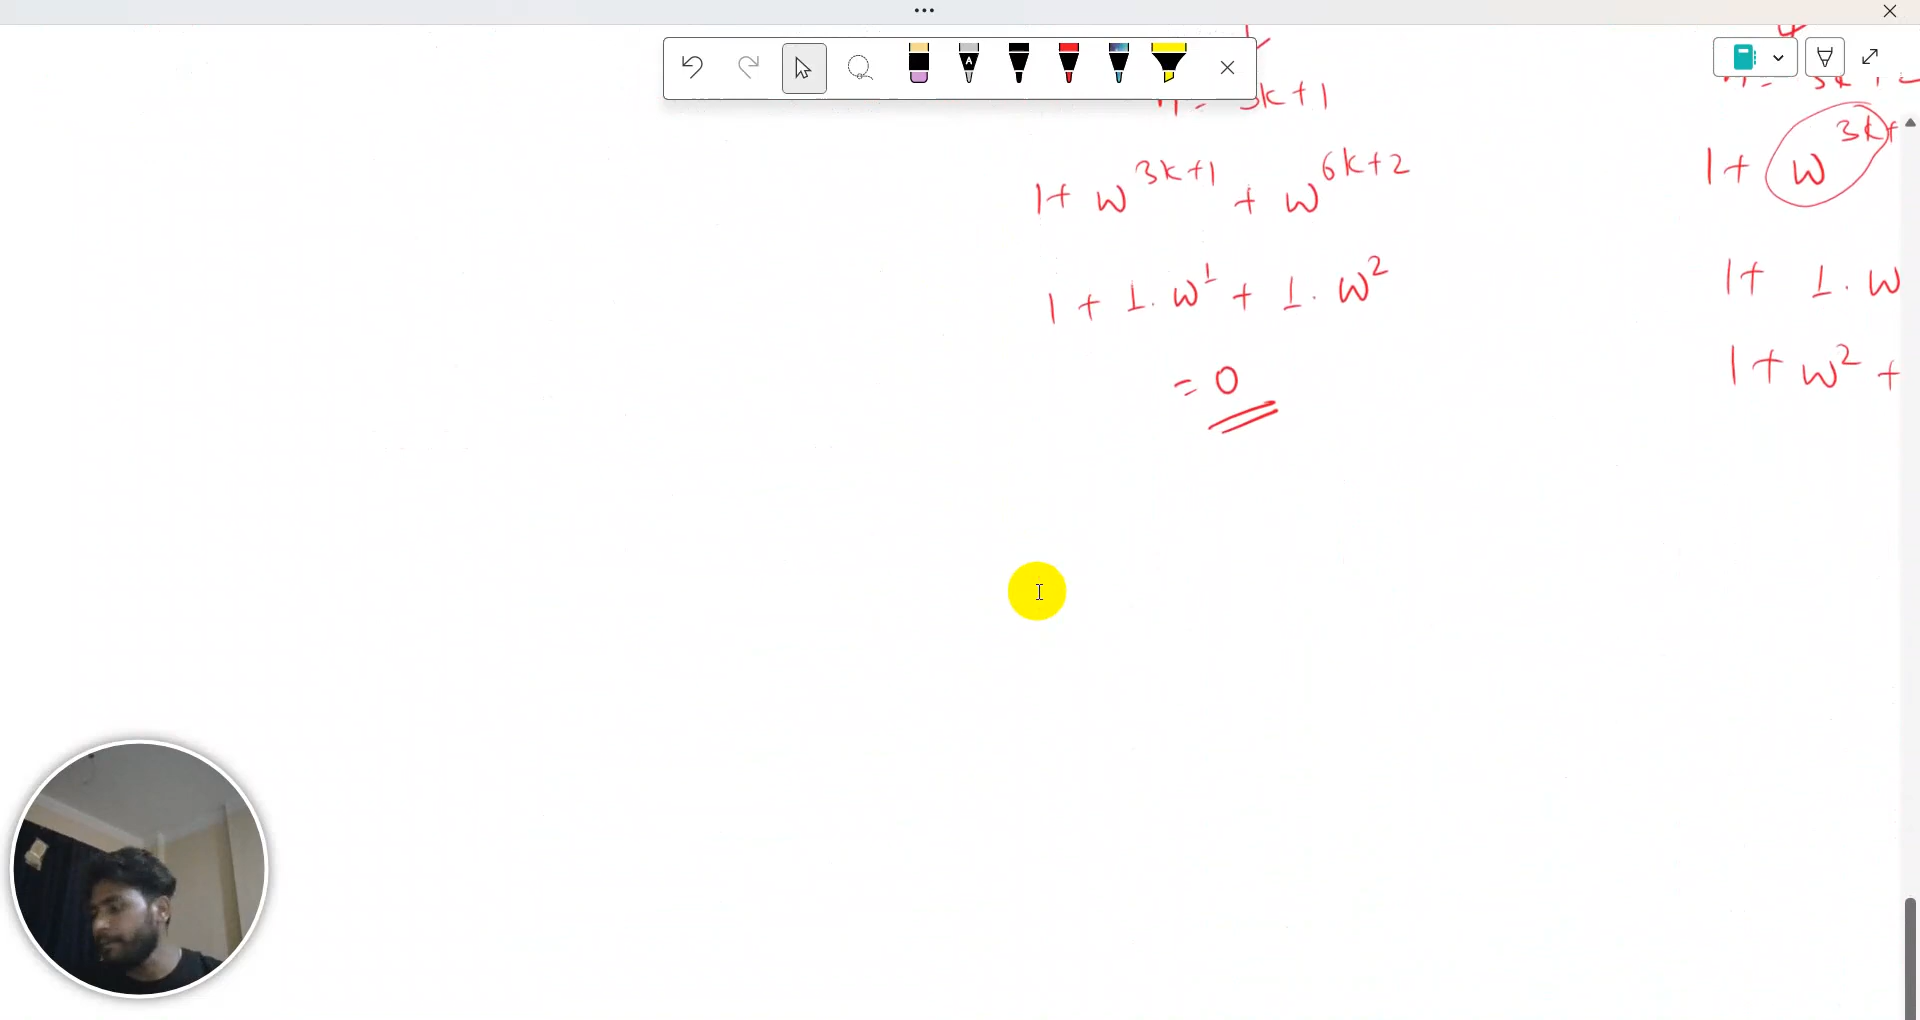 n = 3k+1
1 + ω^{3k+1} + ω^{6k+2}
1 + 1. ω^1 + 1. ω^2
= 0
1 + ω^{3k+
1 + 1. ω
1 + ω^2 +